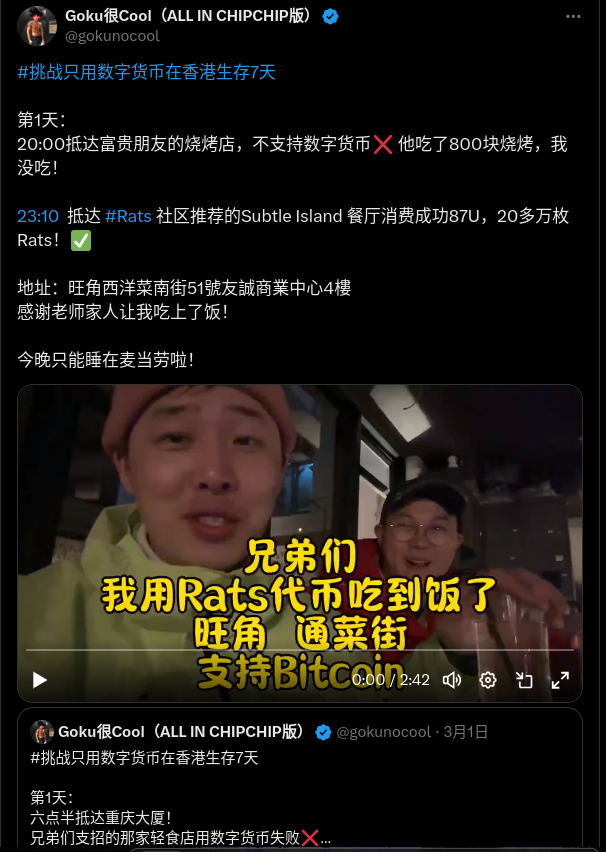 Goku很Cool（ALL IN CHIPCHIP版）
@gokunocool
#挑战只用数字货币在香港生存7天
第1天：
20:00抵达富贵朋友的烧烤店，不支持数字货币❌ 他吃了800块烧烤，我
没吃！
23:10 抵达 #Rats 社区推荐的Subtle Island 餐厅消费成功87U，20多万枚
Rats！✅
地址：旺角西洋菜南街51號友誠商業中心4樓
感谢老师家人让我吃上了饭！
今晚只能睡在麦当劳啦！
兄弟们
我用Rats代币吃到饭了
旺角 通菜街
支持Bitcoin
0:00 / 2:42
Goku很Cool（ALL IN CHIPCHIP版） @gokunocool · 3月1日
#挑战只用数字货币在香港生存7天
第1天：
六点半抵达重庆大厦！
兄弟们支招的那家轻食店用数字货币失败❌...